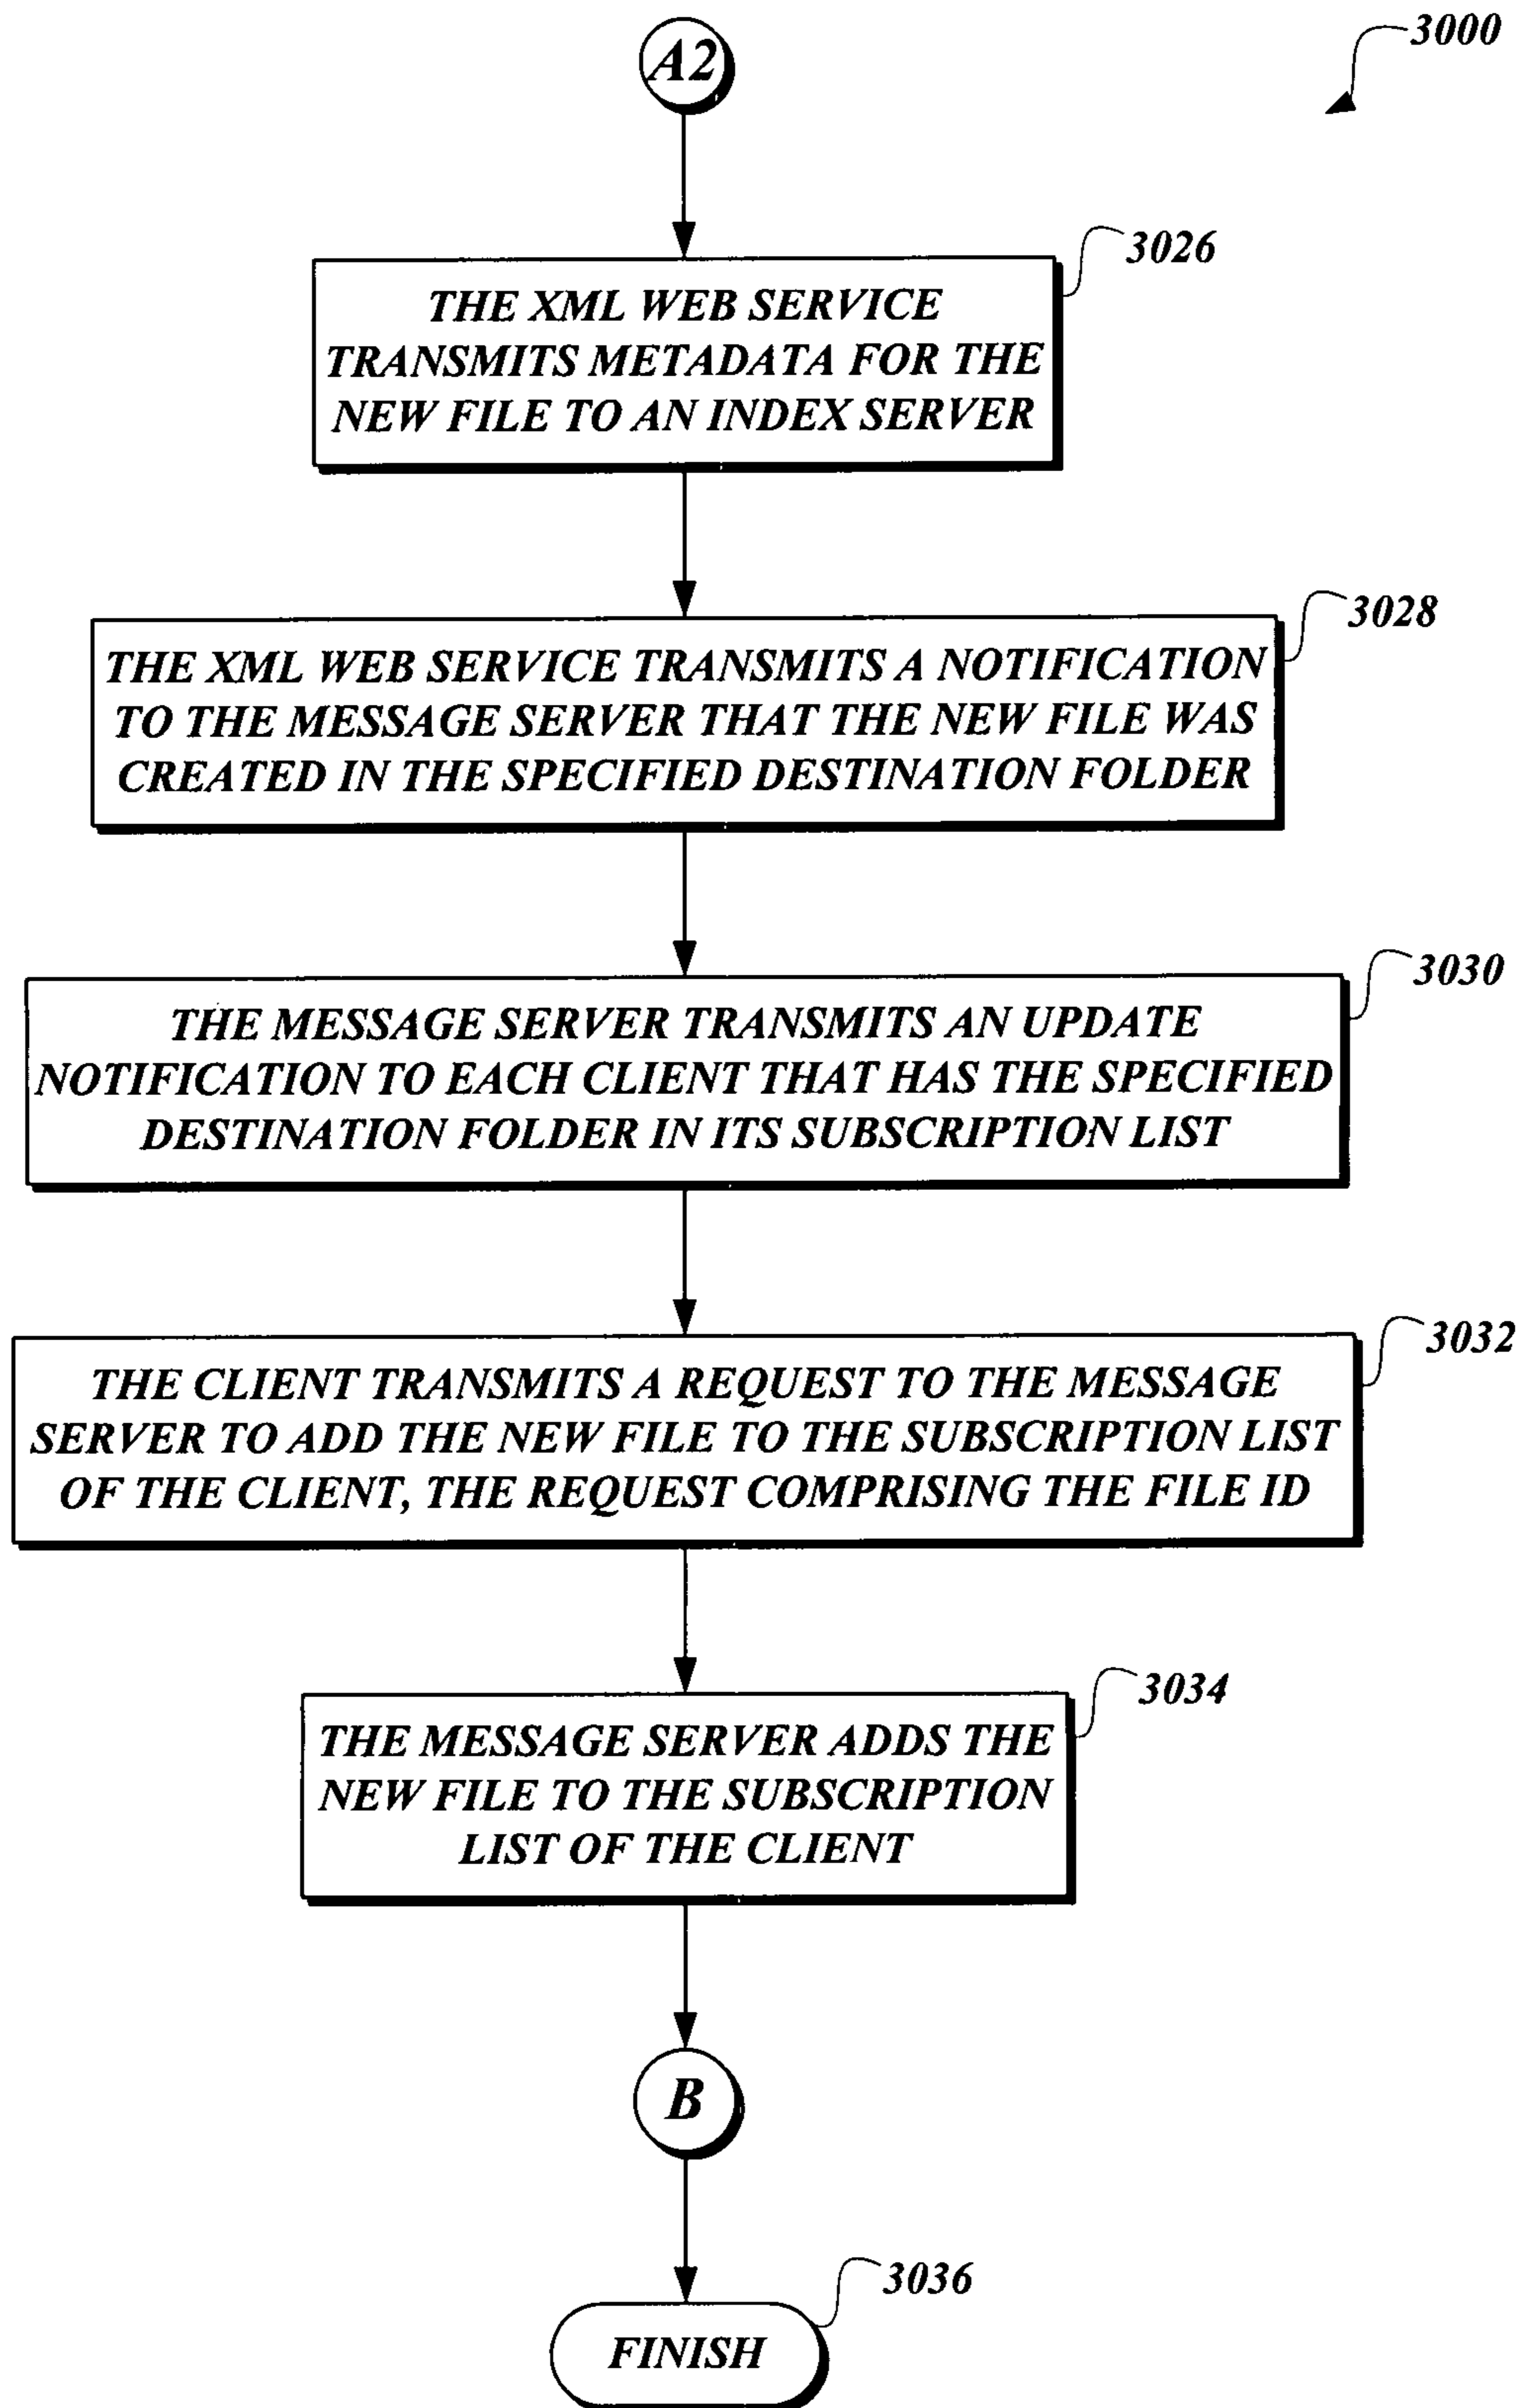 A2
3000
3026
THE XML WEB SERVICE
TRANSMITS METADATA FOR THE
NEW FILE TO AN INDEX SERVER
3028
THE XML WEB SERVICE TRANSMITS A NOTIFICATION
TO THE MESSAGE SERVER THAT THE NEW FILE WAS
CREATED IN THE SPECIFIED DESTINATION FOLDER
3030
THE MESSAGE SERVER TRANSMITS AN UPDATE
NOTIFICATION TO EACH CLIENT THAT HAS THE SPECIFIED
DESTINATION FOLDER IN ITS SUBSCRIPTION LIST
3032
THE CLIENT TRANSMITS A REQUEST TO THE MESSAGE
SERVER TO ADD THE NEW FILE TO THE SUBSCRIPTION LIST
OF THE CLIENT, THE REQUEST COMPRISING THE FILE ID
3034
THE MESSAGE SERVER ADDS THE
NEW FILE TO THE SUBSCRIPTION
LIST OF THE CLIENT
B
3036
FINISH